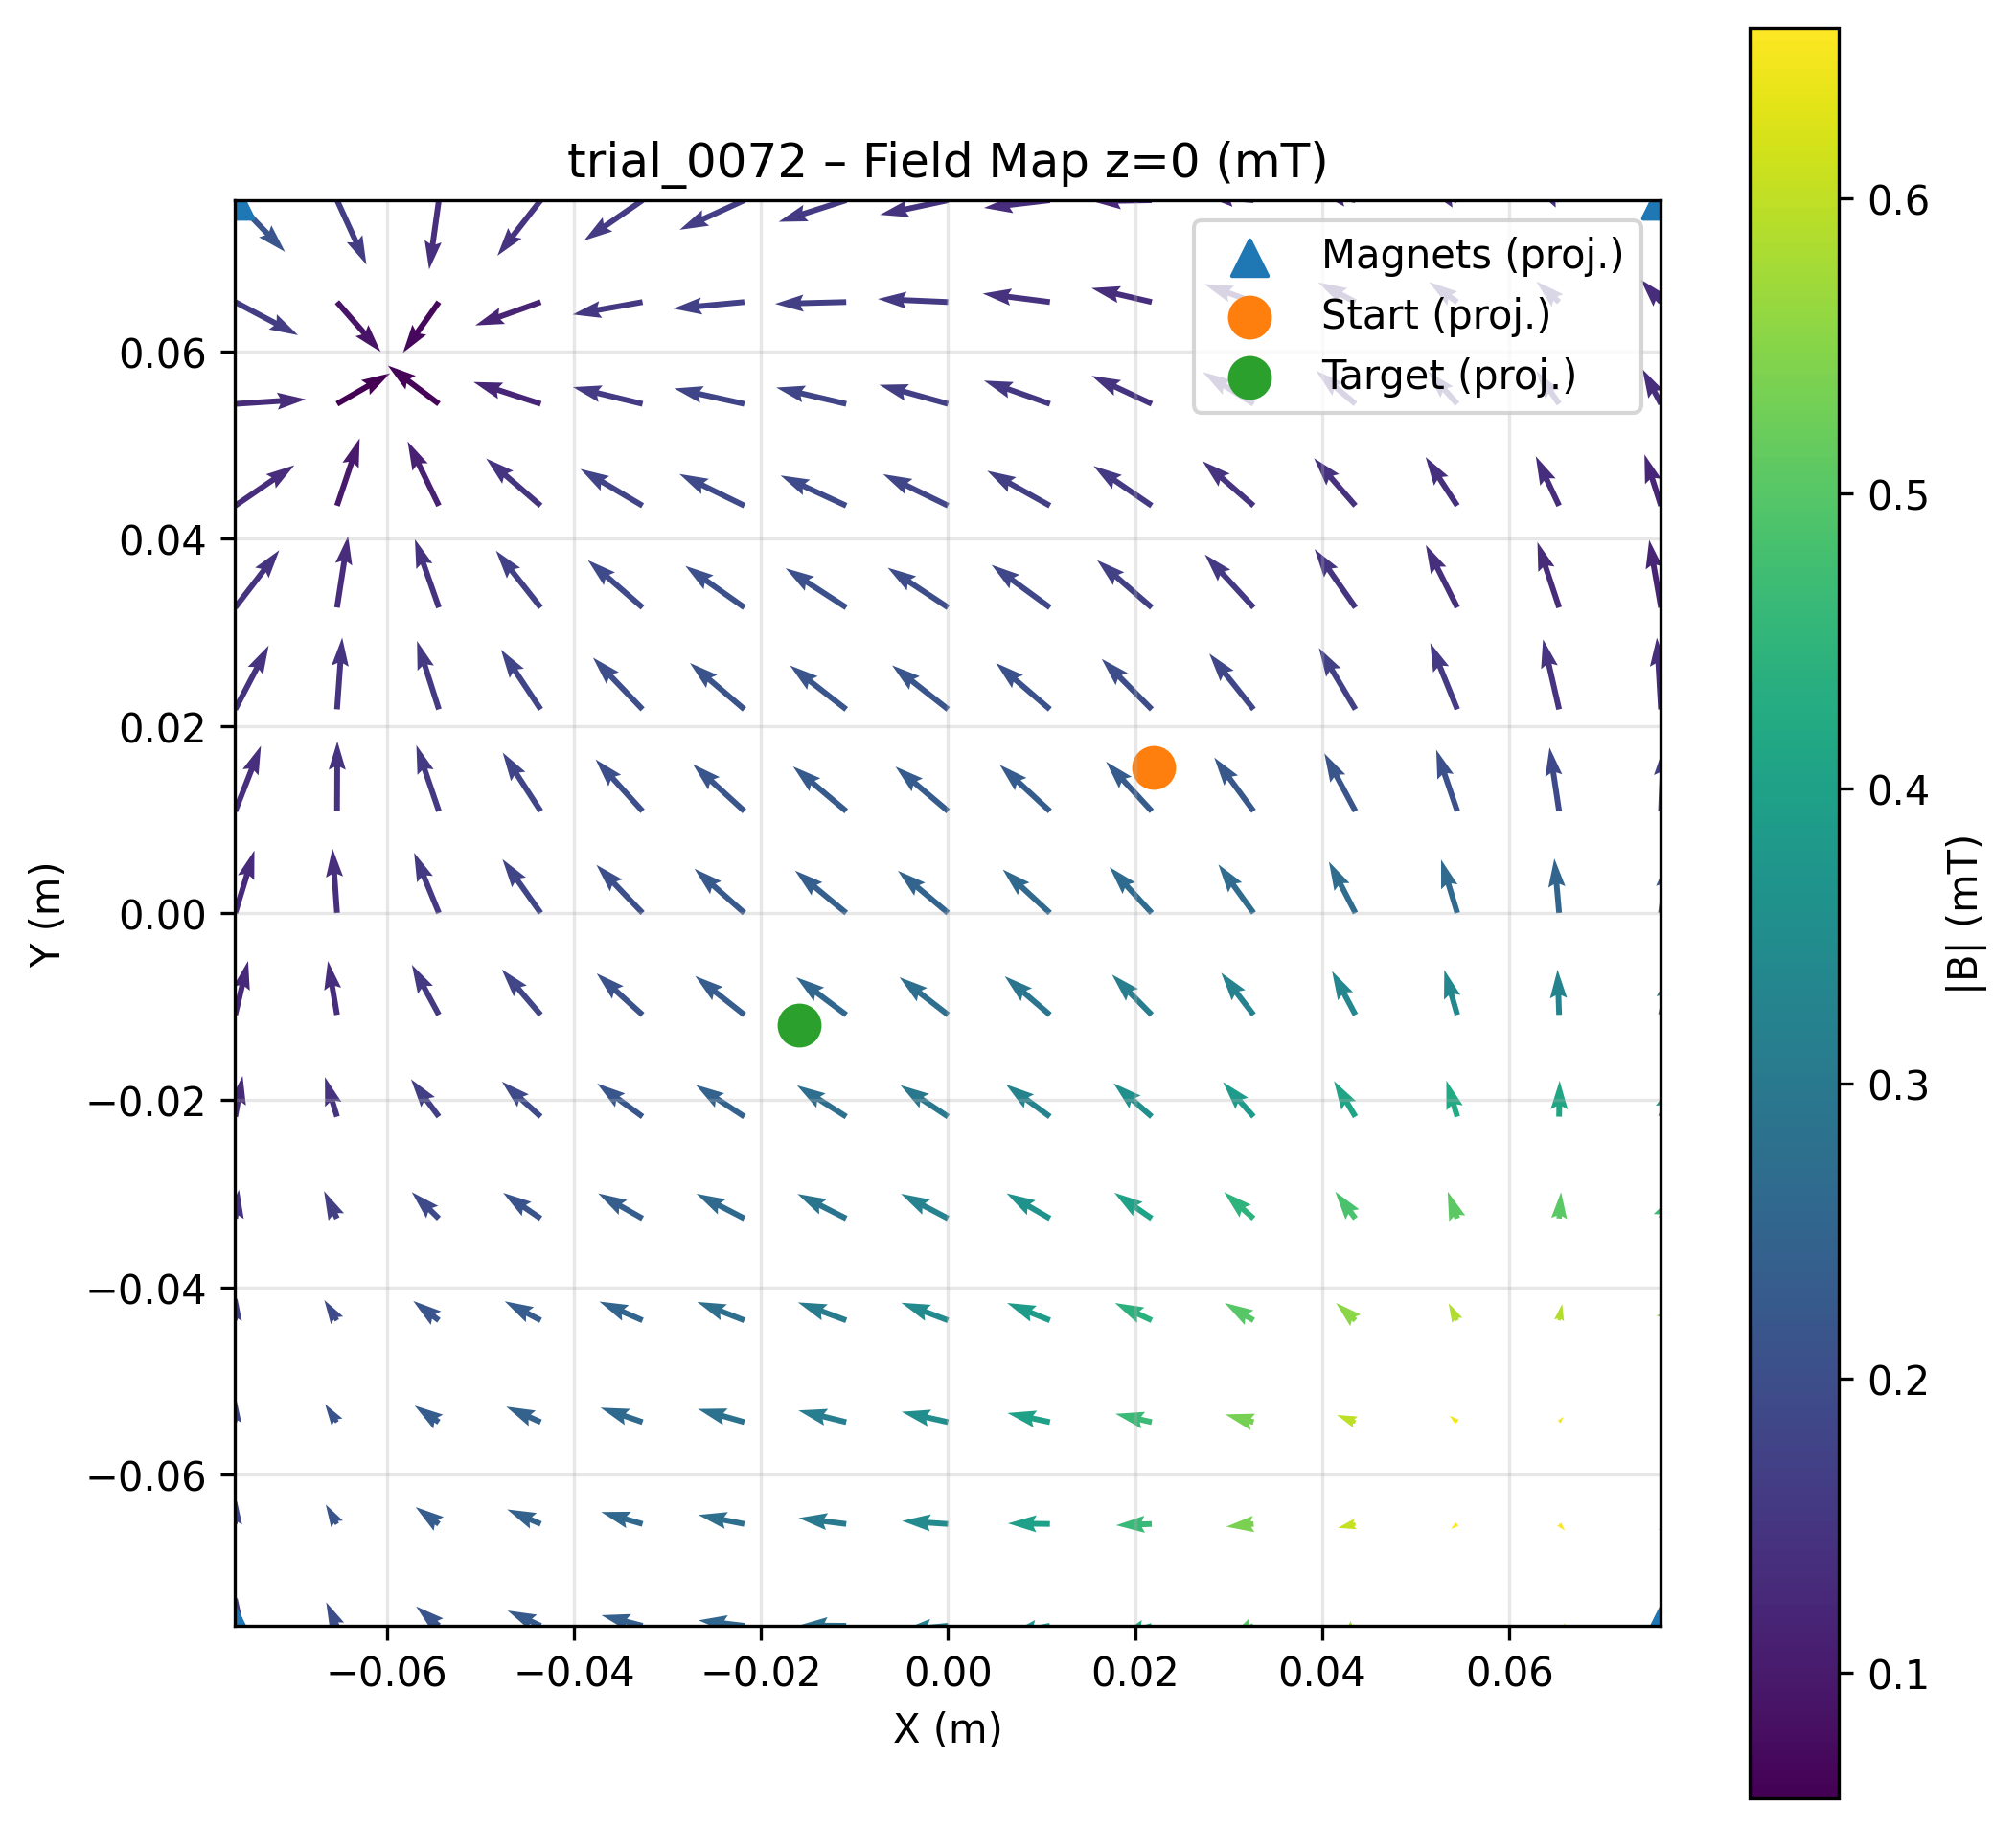 trial_0072 – Field Map z=0 (mT)
Magnets (proj.)
Start (proj.)
Target (proj.)
0.06
0.04
0.02
0.00
−0.02
−0.04
−0.06
Y (m)
−0.06 −0.04 −0.02 0.00 0.02 0.04 0.06
X (m)
0.6
0.5
0.4
0.3
0.2
0.1
|B| (mT)